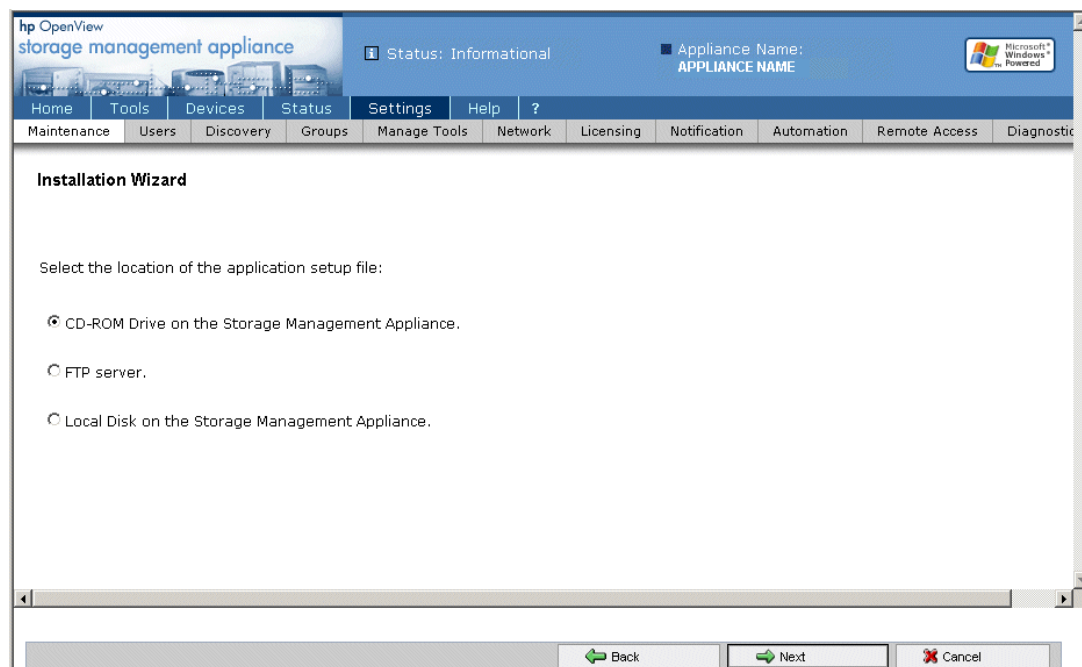 hp OpenView
storage management appliance
i Status: Informational
Appliance Name:
APPLIANCE NAME
Microsoft®
Windows®
Powered
TM
Home Tools Devices Status Settings Help ?
Maintenance Users Discovery Groups Manage Tools Network Licensing Notification Automation Remote Access Diagnostic
Installation Wizard
Select the location of the application setup file:
CD-ROM Drive on the Storage Management Appliance.
FTP server.
Local Disk on the Storage Management Appliance.
Back Next Cancel